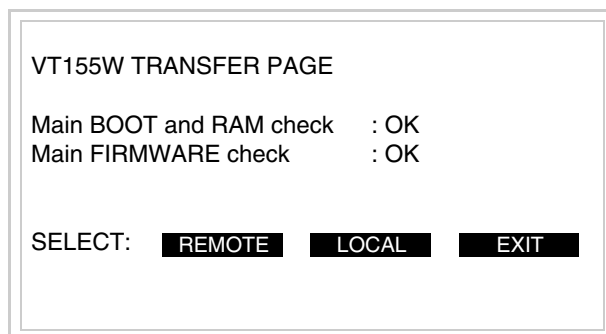 VT155W TRANSFER PAGE
Main BOOT and RAM check : OK
Main FIRMWARE check : OK
SELECT: REMOTE LOCAL EXIT